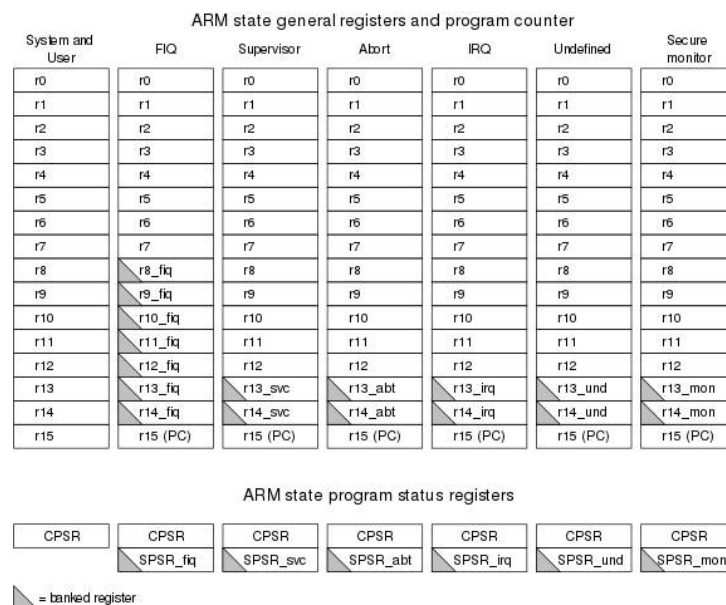 ARM state general registers and program counter
System and User FIQ Supervisor Abort IRQ Undefined Secure monitor
r0 r0 r0 r0 r0 r0 r0
r1 r1 r1 r1 r1 r1 r1
r2 r2 r2 r2 r2 r2 r2
r3 r3 r3 r3 r3 r3 r3
r4 r4 r4 r4 r4 r4 r4
r5 r5 r5 r5 r5 r5 r5
r6 r6 r6 r6 r6 r6 r6
r7 r7 r7 r7 r7 r7 r7
r8 r8_fiq r8 r8 r8 r8 r8
r9 r9_fiq r9 r9 r9 r9 r9
r10 r10_fiq r10 r10 r10 r10 r10
r11 r11_fiq r11 r11 r11 r11 r11
r12 r12_fiq r12 r12 r12 r12 r12
r13 r13_fiq r13_svc r13_abt r13_irq r13_und r13_mon
r14 r14_fiq r14_svc r14_abt r14_irq r14_und r14_mon
r15 r15 (PC) r15 (PC) r15 (PC) r15 (PC) r15 (PC) r15 (PC)
ARM state program status registers
CPSR CPSR CPSR CPSR CPSR CPSR CPSR
SPSR_fiq SPSR_svc SPSR_abt SPSR_irq SPSR_und SPSR_mon
= banked register